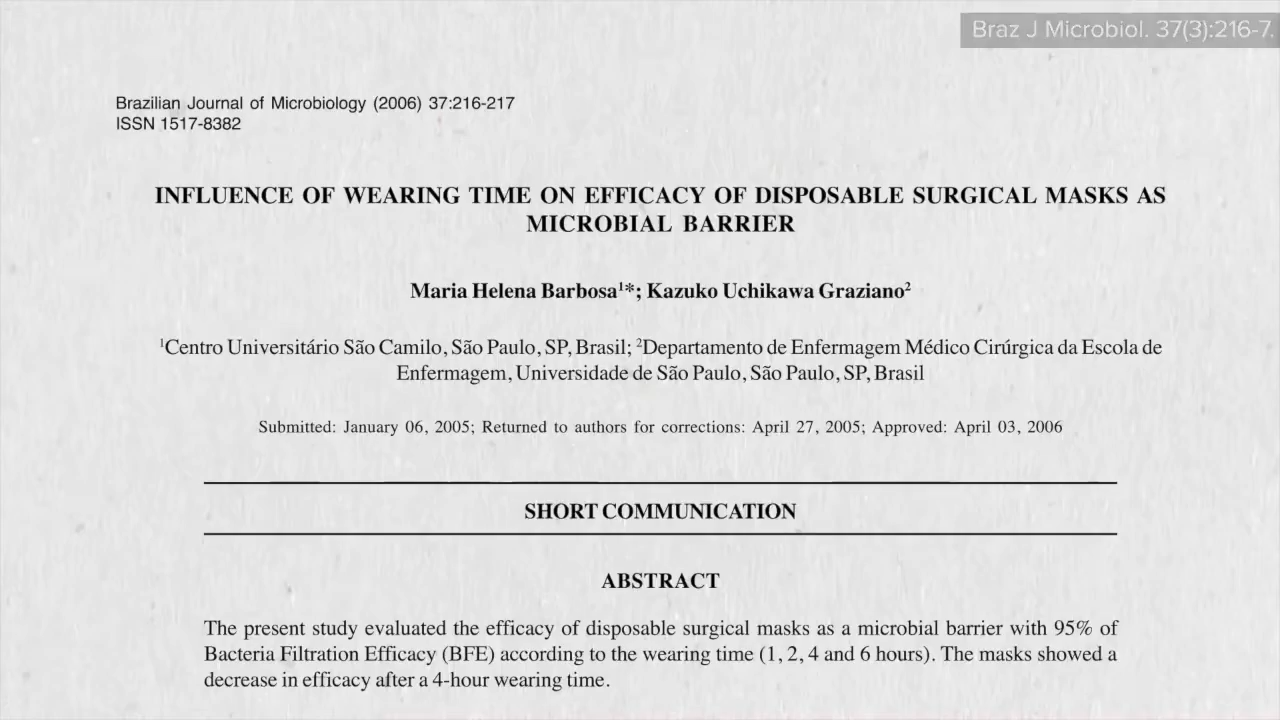 Braz J Microbiol. 37(3):216-7.
Brazilian Journal of Microbiology (2006) 37:216-217
ISSN 1517-8382
INFLUENCE OF WEARING TIME ON EFFICACY OF DISPOSABLE SURGICAL MASKS AS
MICROBIAL BARRIER
Maria Helena Barbosa¹*; Kazuko Uchikawa Graziano²
¹Centro Universitário São Camilo, São Paulo, SP, Brasil; ²Departamento de Enfermagem Médico Cirúrgica da Escola de
Enfermagem, Universidade de São Paulo, São Paulo, SP, Brasil
Submitted: January 06, 2005; Returned to authors for corrections: April 27, 2005; Approved: April 03, 2006
SHORT COMMUNICATION
ABSTRACT
The present study evaluated the efficacy of disposable surgical masks as a microbial barrier with 95% of
Bacteria Filtration Efficacy (BFE) according to the wearing time (1, 2, 4 and 6 hours). The masks showed a
decrease in efficacy after a 4-hour wearing time.